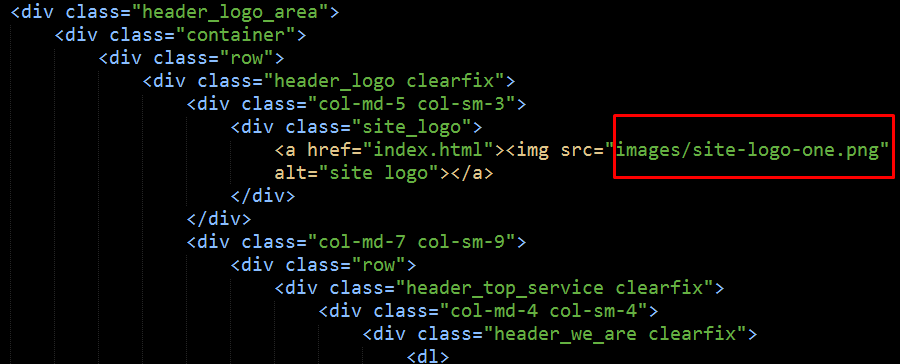 <div class="header_logo_area">
<div class="container">
<div class="row">
<div class="header_logo clearfix">
<div class="col-md-5 col-sm-3">
<div class="site_logo">
<a href="index.html"><img src="images/site-logo-one.png"
alt="site logo"></a>
</div>
</div>
<div class="col-md-7 col-sm-9">
<div class="row">
<div class="header_top_service clearfix">
<div class="col-md-4 col-sm-4">
<div class="header_we_are clearfix">
<dl>